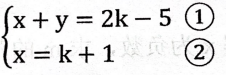 x + y = 2k − 5 ①
x = k + 1 ②